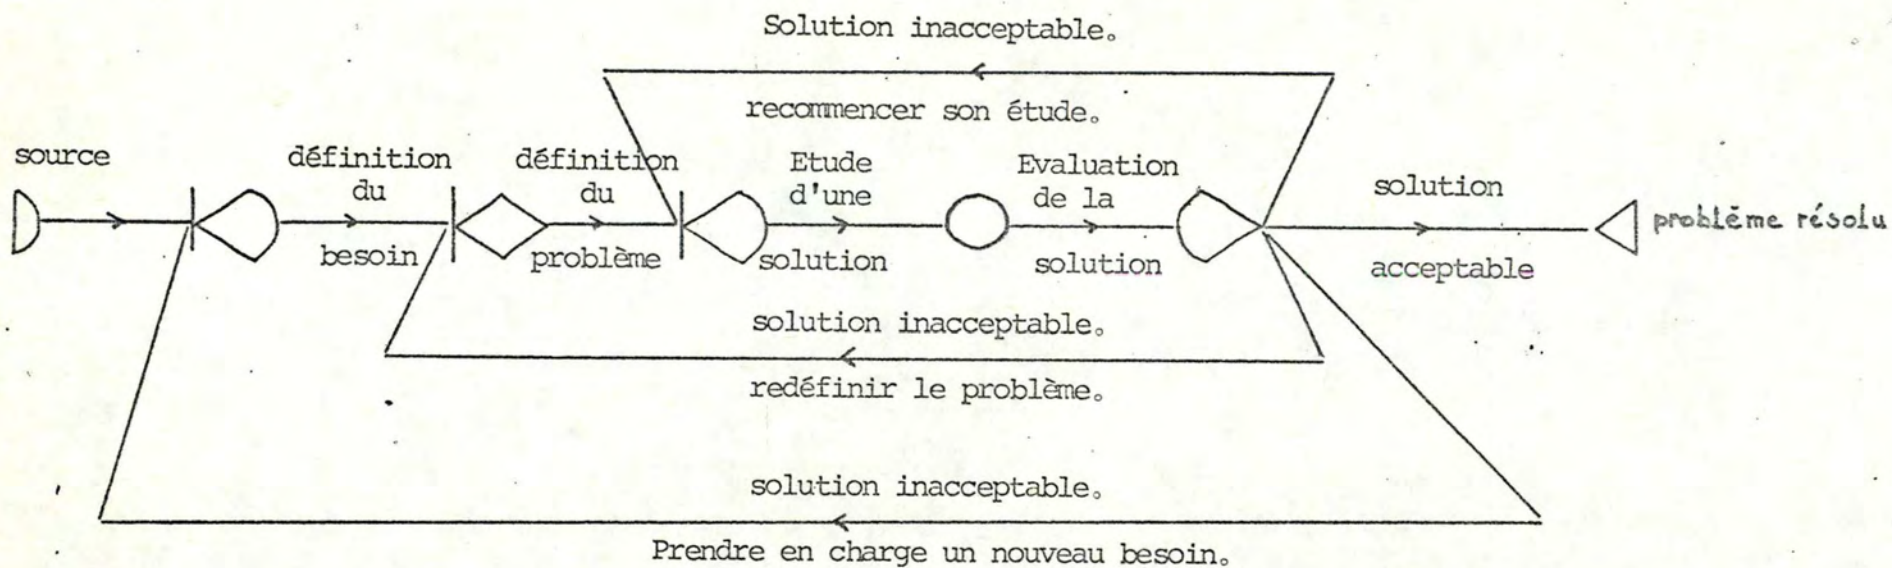 Solution inacceptable.
recommencer son étude.
source
définition
du
besoin
définition
du
problème
Etude
d'une
solution
Evaluation
de la
solution
solution
acceptable
problème résolu
solution inacceptable.
redéfinir le problème.
solution inacceptable.
Prendre en charge un nouveau besoin.